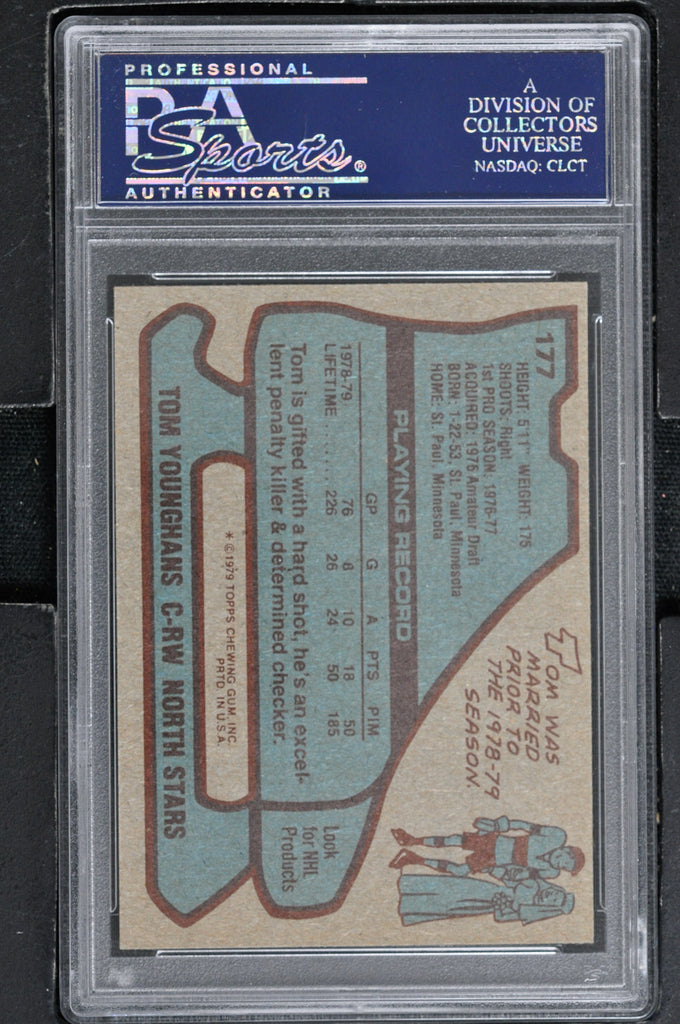 PROFESSIONAL
PSA
Sports®
AUTHENTICATOR
A
DIVISION OF
COLLECTORS
UNIVERSE
NASDAQ: CLCT
177
HEIGHT: 5'11" WEIGHT: 175
SHOOTS: Right
1st PRO SEASON: 1976-77
ACQUIRED: 1976 Amateur Draft
BORN: 1-22-53, St. Paul, Minnesota
HOME: St. Paul, Minnesota
TOM WAS
MARRIED
PRIOR TO
THE 1978-79
SEASON.
PLAYING RECORD
GP G A PTS PIM
1978-79 76 8 10 18 50
LIFETIME ........ 226 26 24 50 185
Tom is gifted with a hard shot, he's an excel-
lent penalty killer & determined checker.
Look
for NHL
Products
* ©1979 TOPPS CHEWING GUM, INC.
PRTD IN U.S.A.
TOM YOUNGHANS C-RW NORTH STARS